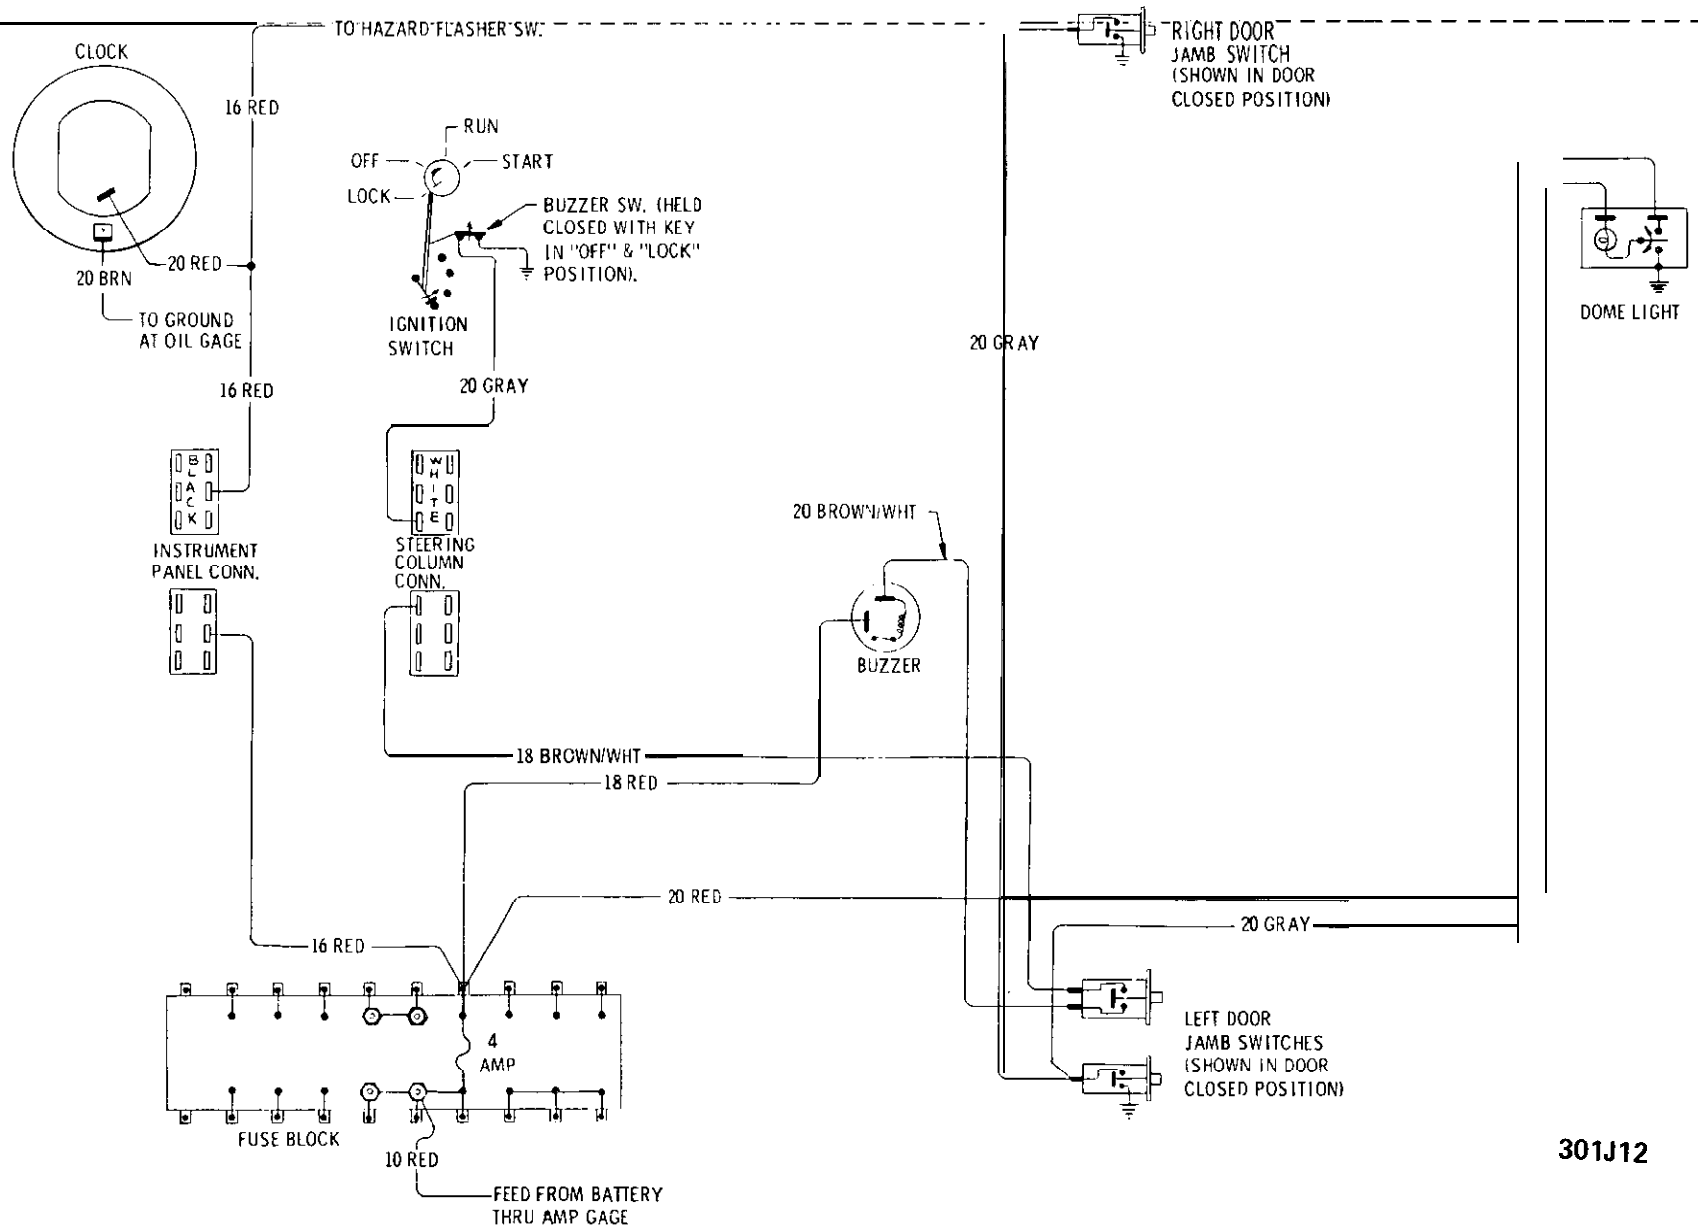 TO HAZARD FLASHER SW.
RIGHT DOOR
JAMB SWITCH
(SHOWN IN DOOR
CLOSED POSITION)
CLOCK
16 RED
RUN
OFF
START
LOCK
BUZZER SW. (HELD
CLOSED WITH KEY
IN "OFF" & "LOCK"
POSITION).
20 RED
20 BRN
TO GROUND
AT OIL GAGE
IGNITION
SWITCH
DOME LIGHT
20 GRAY
20 GRAY
16 RED
BLACK
WHITE
INSTRUMENT
PANEL CONN.
STEERING
COLUMN
CONN.
20 BROWN/WHT
BUZZER
18 BROWN/WHT
18 RED
20 RED
20 GRAY
16 RED
4
AMP
LEFT DOOR
JAMB SWITCHES
(SHOWN IN DOOR
CLOSED POSITION)
FUSE BLOCK
10 RED
FEED FROM BATTERY
THRU AMP GAGE
301J12